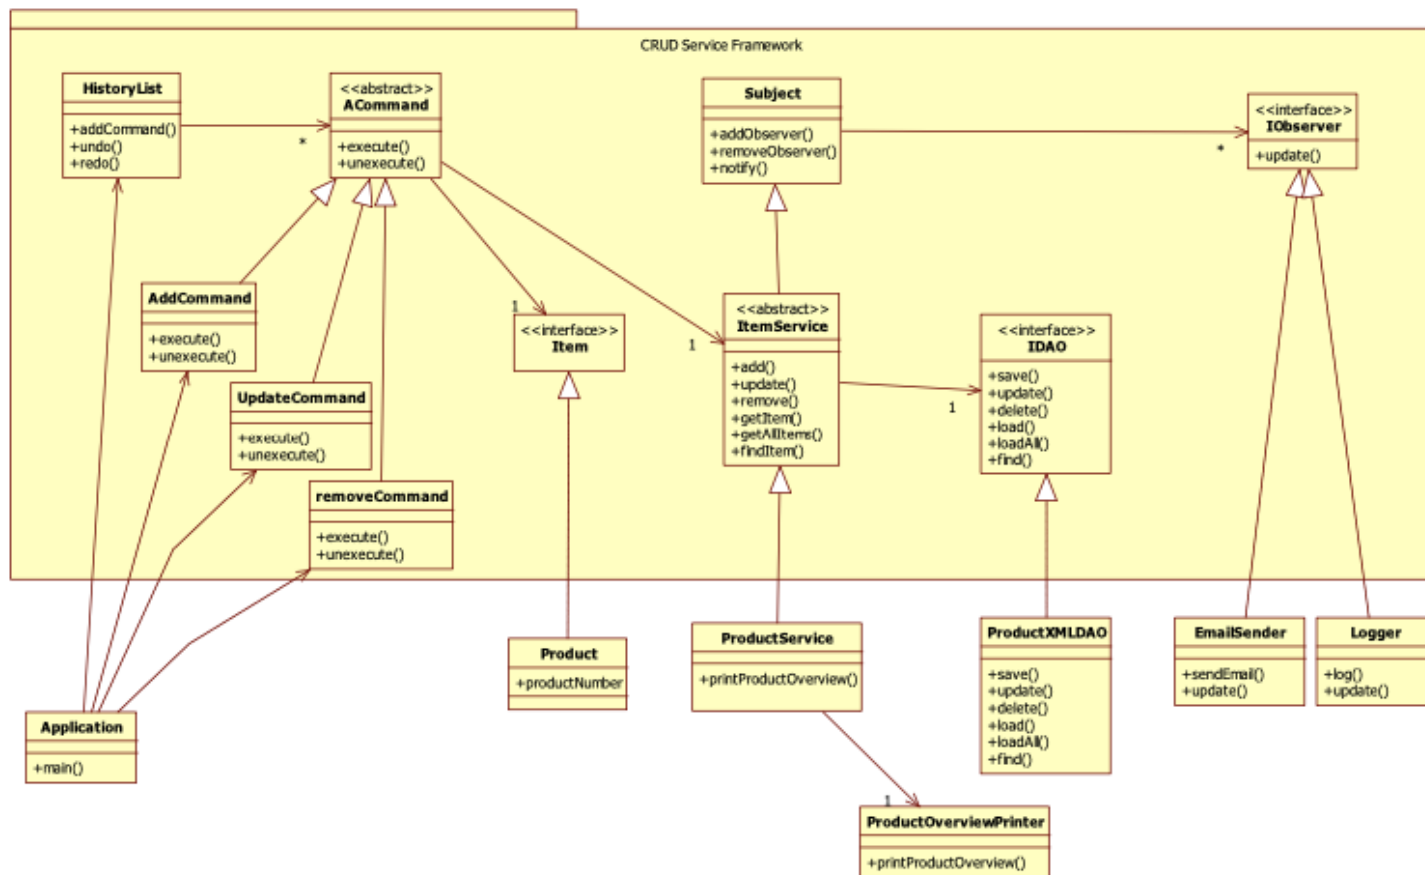 CRUD Service Framework
HistoryList
+addCommand()
+undo()
+redo()
<<abstract>>
ACommand
+execute()
+unexecute()
*
Subject
+addObserver()
+removeObserver()
+notify()
<<interface>>
IObserver
+update()
*
AddCommand
+execute()
+unexecute()
UpdateCommand
+execute()
+unexecute()
removeCommand
+execute()
+unexecute()
1
<<interface>>
Item
1
<<abstract>>
ItemService
+add()
+update()
+remove()
+getItem()
+getAllItems()
+findItem()
1
<<interface>>
IDAO
+save()
+update()
+delete()
+load()
+loadAll()
+find()
Application
+main()
Product
+productNumber
ProductService
+printProductOverview()
ProductXMLDAO
+save()
+update()
+delete()
+load()
+loadAll()
+find()
EmailSender
+sendEmail()
+update()
Logger
+log()
+update()
1
ProductOverviewPrinter
+printProductOverview()